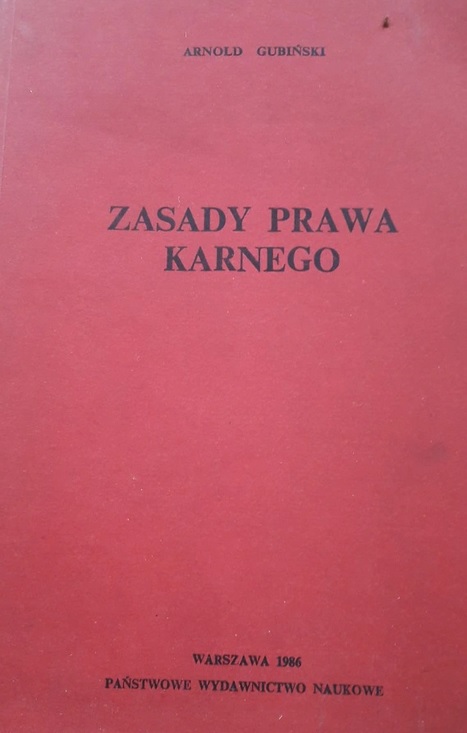 ARNOLD GUBIŃSKI
ZASADY PRAWA
KARNEGO
WARSZAWA 1986
PAŃSTWOWE WYDAWNICTWO NAUKOWE